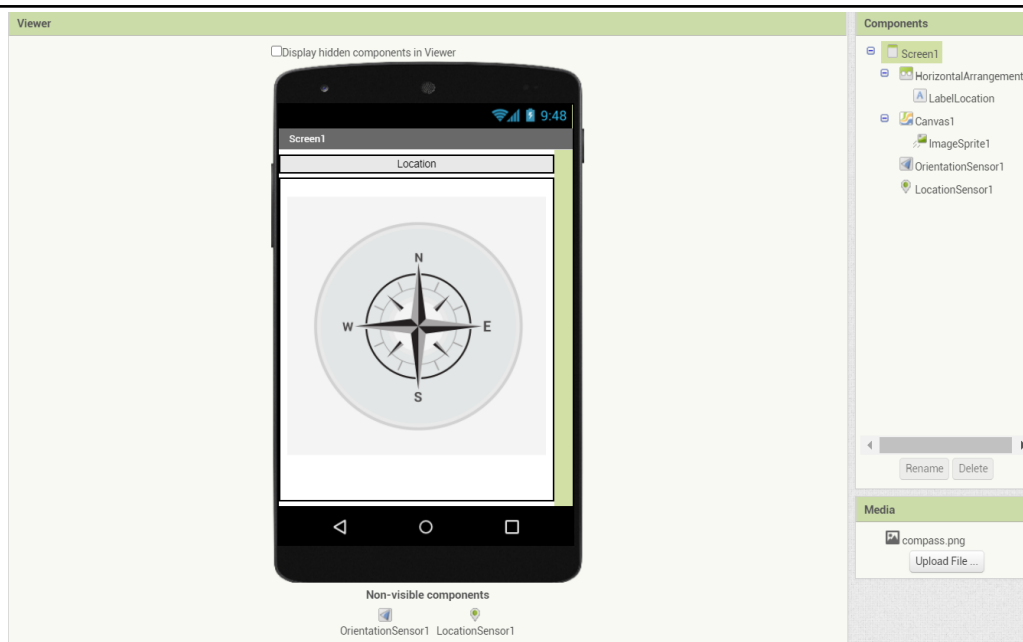 Viewer
Display hidden components in Viewer
9:48
Screen1
Location
N
W
E
S
Non-visible components
OrientationSensor1 LocationSensor1
Components
Screen1
HorizontalArrangement
LabelLocation
Canvas1
ImageSprite1
OrientationSensor1
LocationSensor1
Rename Delete
Media
compass.png
Upload File ...